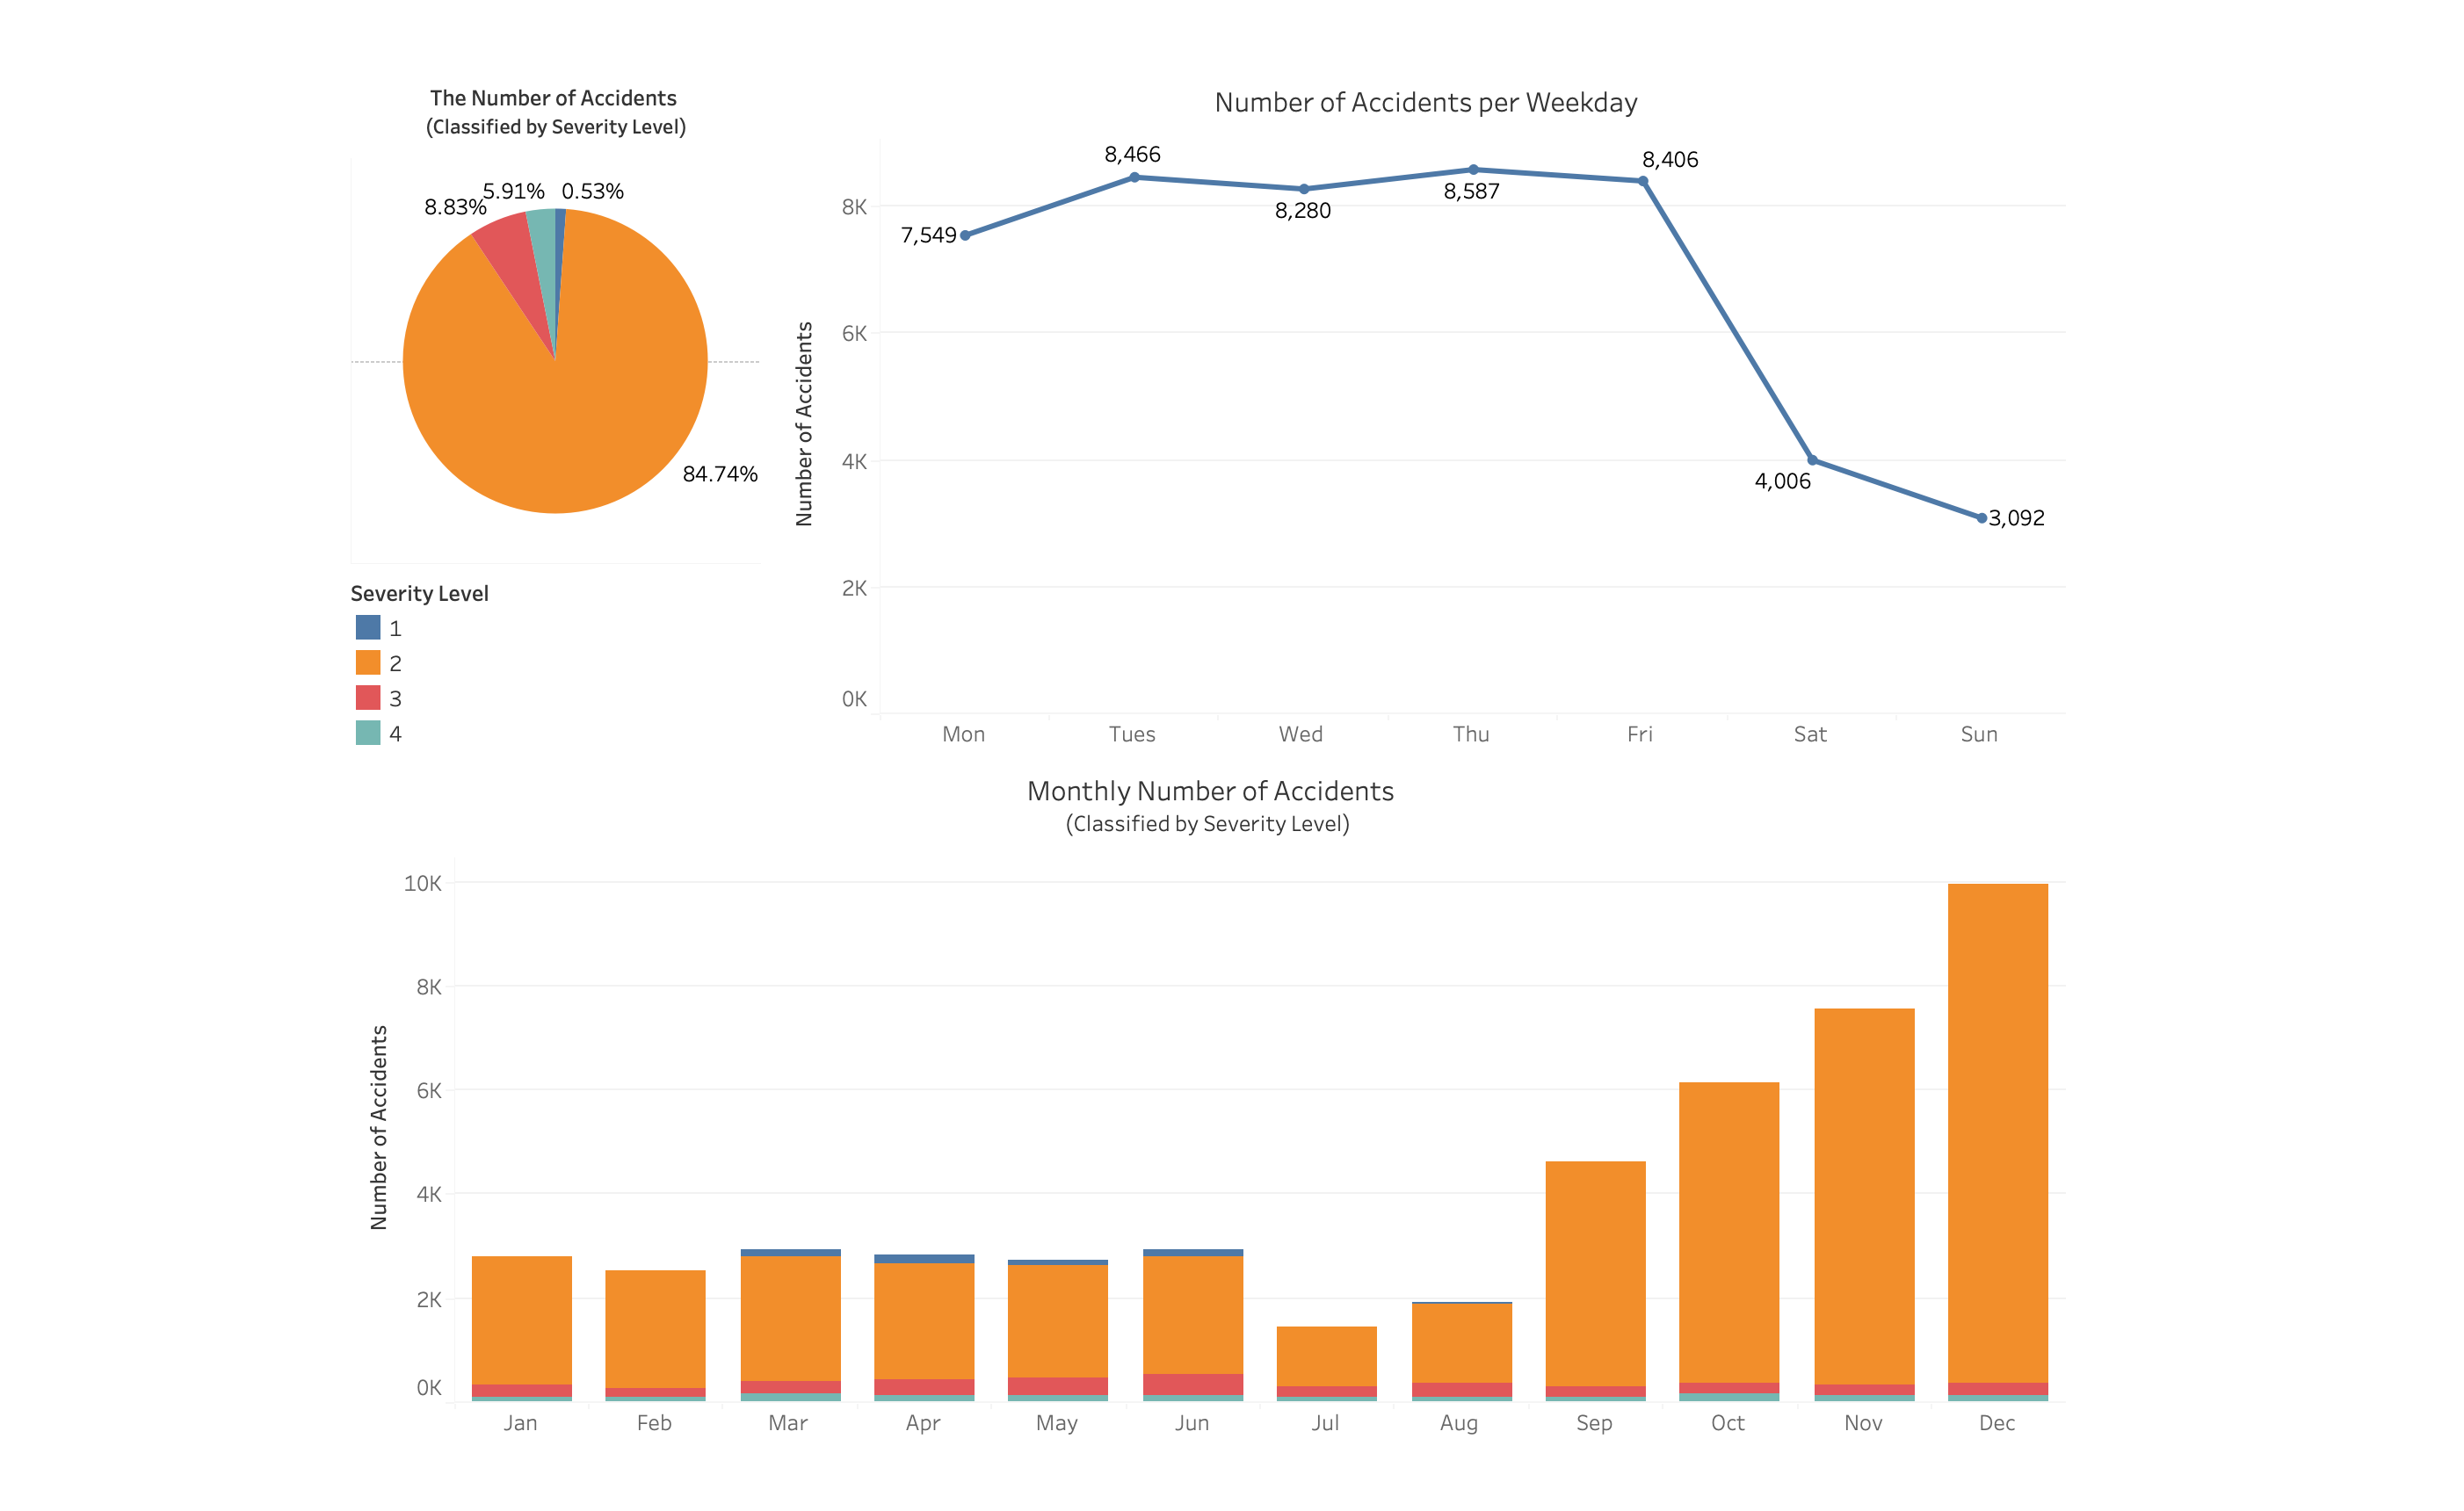 The Number of Accidents
(Classified by Severity Level)
8.83%
5.91%
0.53%
84.74%
Severity Level
1
2
3
4
Number of Accidents per Weekday
Number of Accidents
8K
6K
4K
2K
0K
7,549
8,466
8,280
8,587
8,406
4,006
3,092
Mon Tues Wed Thu Fri Sat Sun
Monthly Number of Accidents
(Classified by Severity Level)
Number of Accidents
10K
8K
6K
4K
2K
0K
Jan Feb Mar Apr May Jun Jul Aug Sep Oct Nov Dec